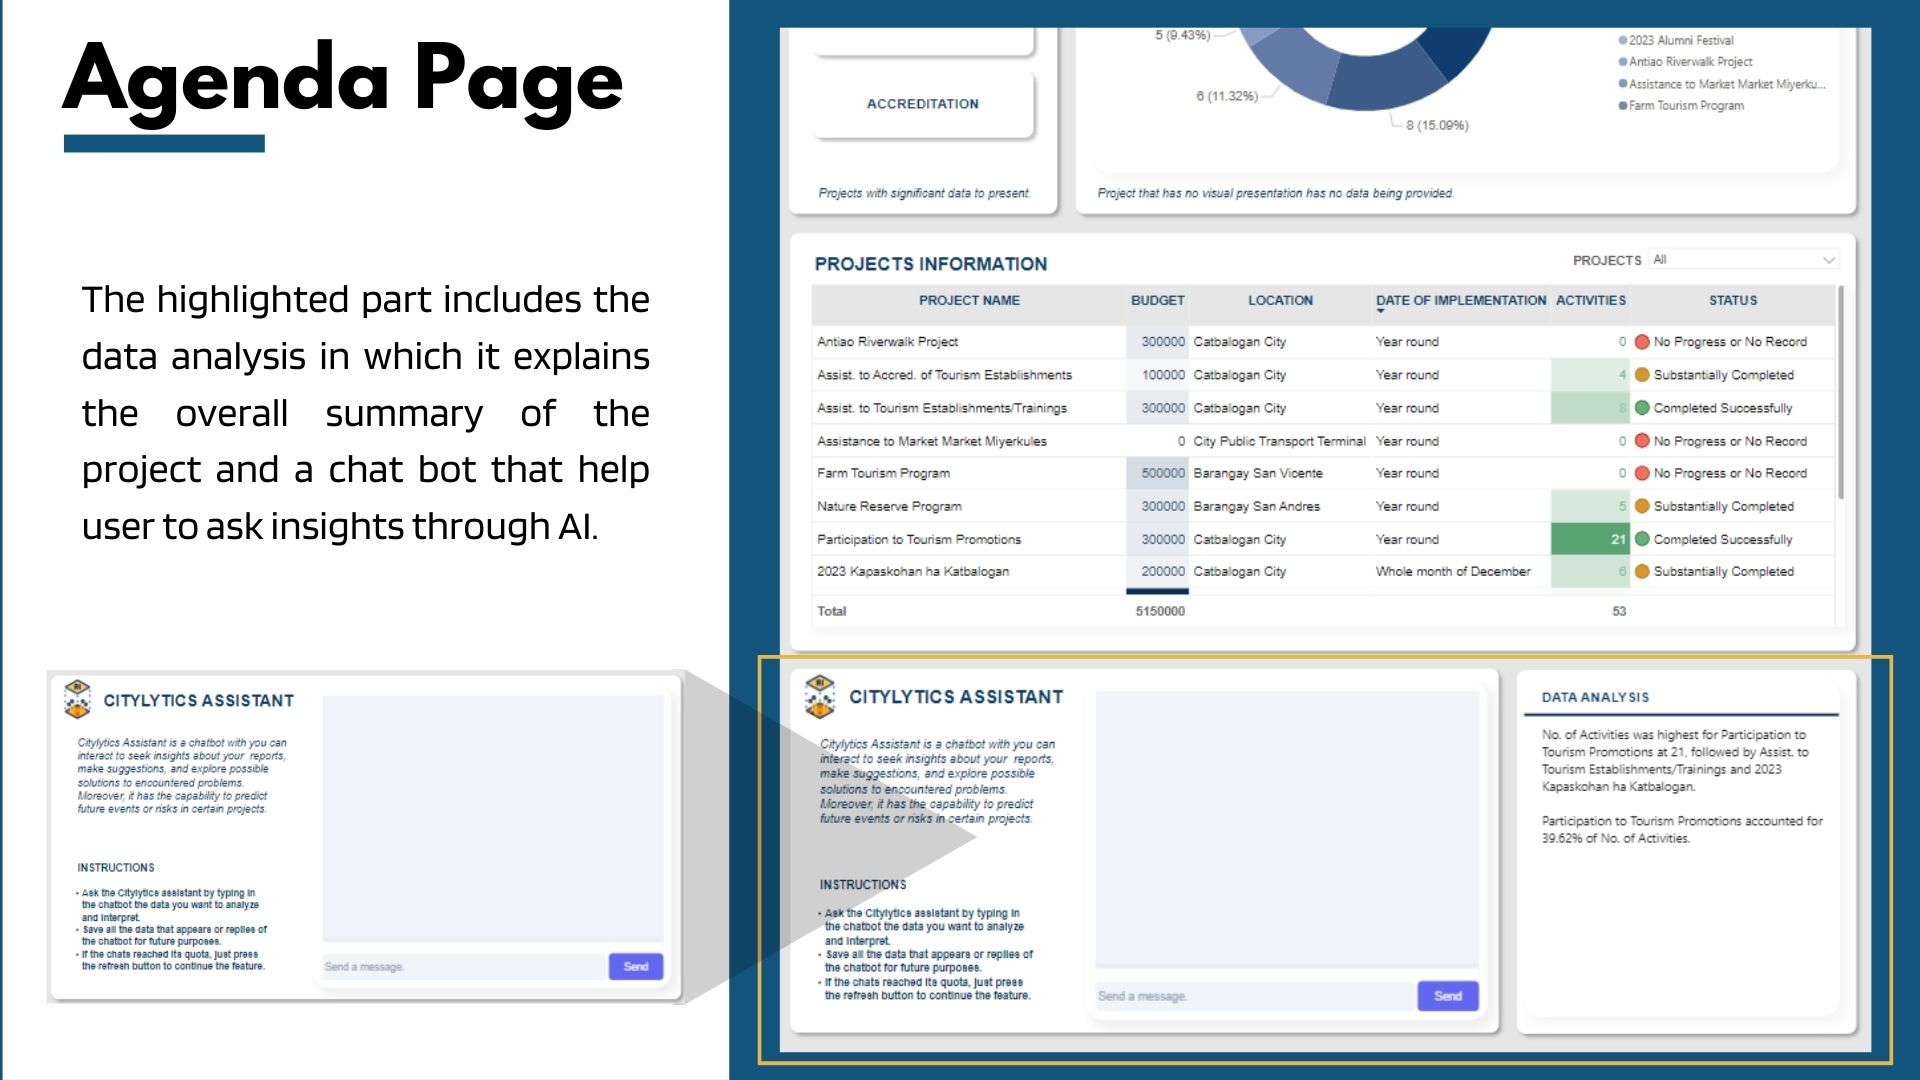 Agenda Page
The highlighted part includes the
data analysis in which it explains
the overall summary of the
project and a chat bot that help
user to ask insights through AI.
CITYLYTICS ASSISTANT
Citylytics Assistant is a chatbot with you can
interact to seek insights about your reports,
make suggestions, and explore possible
solutions to encountered problems.
Moreover, it has the capability to predict
future events or risks in certain projects.
INSTRUCTIONS
• Ask the Citylytics assistant by typing in
the chatbot the data you want to analyze
and interpret.
• Save all the data that appears or replies of
the chatbot for future purposes.
• If the chats reached its quota, just press
the refresh button to continue the feature.
Send a message.
Send
ACCREDITATION
Projects with significant data to present.
5 (9.43%)
6 (11.32%)
8 (15.09%)
2023 Alumni Festival
Antiao Riverwalk Project
Assistance to Market Market Miyerku...
Farm Tourism Program
Project that has no visual presentation has no data being provided.
PROJECTS INFORMATION
PROJECTS All
PROJECT NAME BUDGET LOCATION DATE OF IMPLEMENTATION ACTIVITIES STATUS
Antiao Riverwalk Project 300000 Catbalogan City Year round 0 No Progress or No Record
Assist. to Accred. of Tourism Establishments 100000 Catbalogan City Year round 4 Substantially Completed
Assist. to Tourism Establishments/Trainings 300000 Catbalogan City Year round 8 Completed Successfully
Assistance to Market Market Miyerkules 0 City Public Transport Terminal Year round 0 No Progress or No Record
Farm Tourism Program 500000 Barangay San Vicente Year round 0 No Progress or No Record
Nature Reserve Program 300000 Barangay San Andres Year round 5 Substantially Completed
Participation to Tourism Promotions 300000 Catbalogan City Year round 21 Completed Successfully
2023 Kapaskohan ha Katbalogan 200000 Catbalogan City Whole month of December 6 Substantially Completed
Total 5150000 53
CITYLYTICS ASSISTANT
Citylytics Assistant is a chatbot with you can
interact to seek insights about your reports,
make suggestions, and explore possible
solutions to encountered problems.
Moreover, it has the capability to predict
future events or risks in certain projects.
INSTRUCTIONS
• Ask the Citylytics assistant by typing in
the chatbot the data you want to analyze
and interpret.
• Save all the data that appears or replies of
the chatbot for future purposes.
• If the chats reached its quota, just press
the refresh button to continue the feature.
Send a message.
Send
DATA ANALYSIS
No. of Activities was highest for Participation to
Tourism Promotions at 21, followed by Assist. to
Tourism Establishments/Trainings and 2023
Kapaskohan ha Katbalogan.
Participation to Tourism Promotions accounted for
39.62% of No. of Activities.